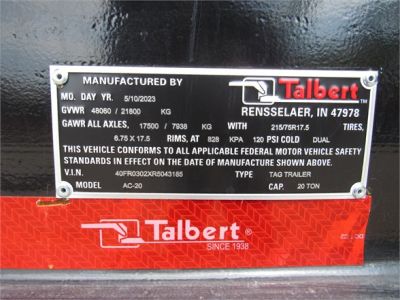 MANUFACTURED BY Talbert
MO. DAY YR. 5/10/2023 RENSSELAER, IN 47978
GVWR 48060 / 21800 KG
GAWR ALL AXLES, 17500 / 7938 KG WITH 215/75R17.5 TIRES,
6.75 X 17.5 RIMS, AT 828 KPA 120 PSI COLD DUAL
THIS VEHICLE CONFORMS TO ALL APPLICABLE FEDERAL MOTOR VEHICLE SAFETY
STANDARDS IN EFFECT ON THE DATE OF MANUFACTURE SHOWN ABOVE.
V.I.N. 40FR0302XR5043185 TYPE TAG TRAILER
MODEL AC-20 CAP. 20 TON
Talbert
SINCE 1938